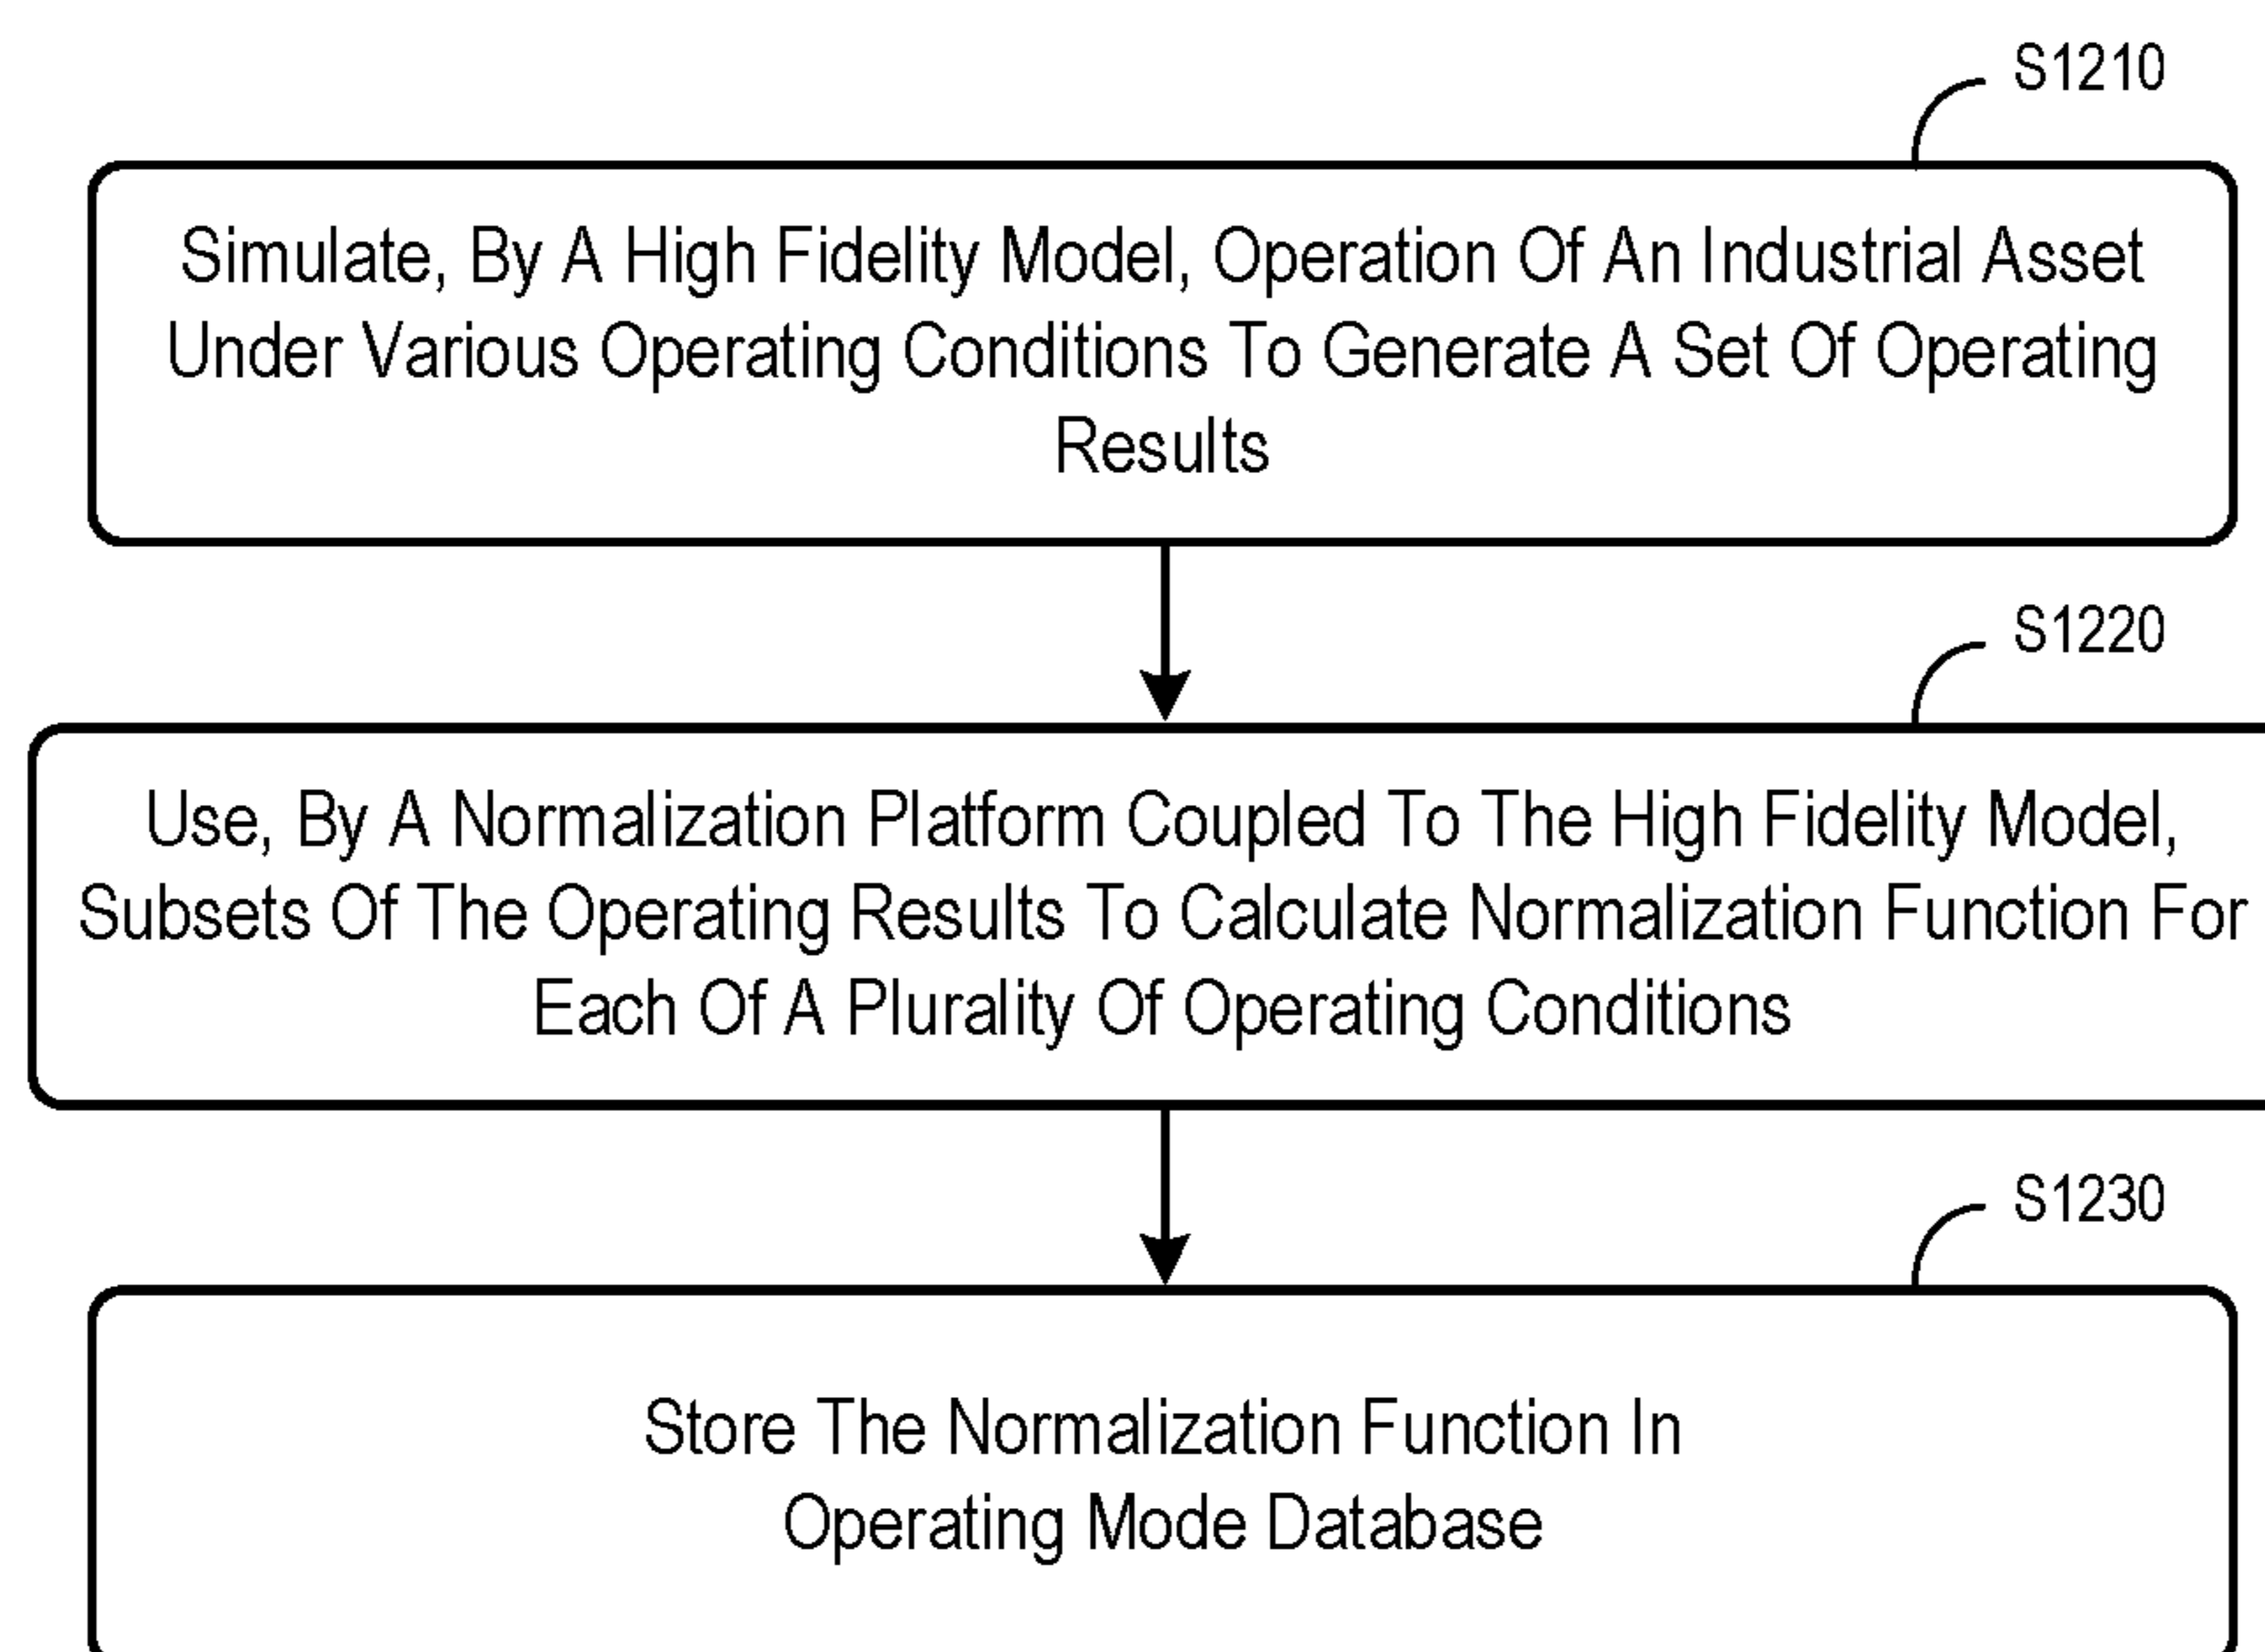 S1210
Simulate, By A High Fidelity Model, Operation Of An Industrial Asset
Under Various Operating Conditions To Generate A Set Of Operating
Results
S1220
Use, By A Normalization Platform Coupled To The High Fidelity Model,
Subsets Of The Operating Results To Calculate Normalization Function For
Each Of A Plurality Of Operating Conditions
S1230
Store The Normalization Function In
Operating Mode Database